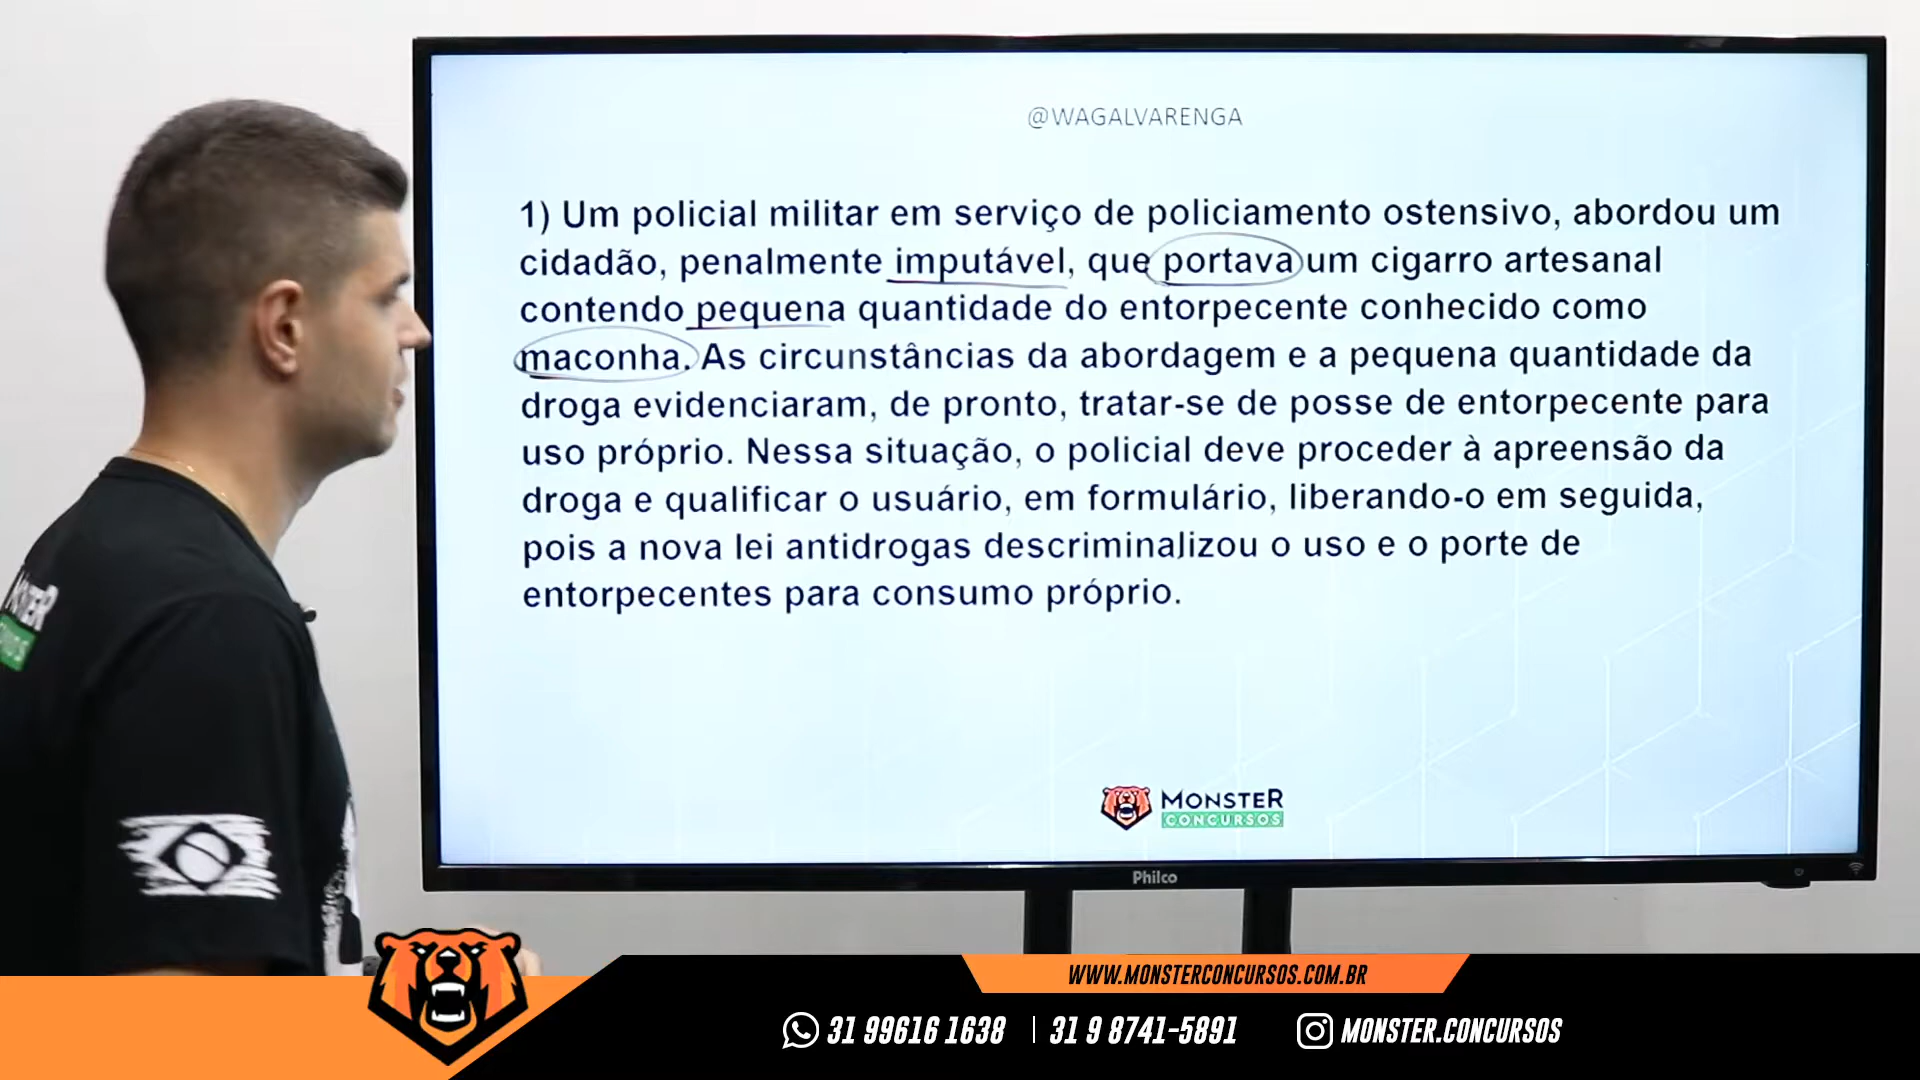 @WAGALVARENGA
1) Um policial militar em serviço de policiamento ostensivo, abordou um
cidadão, penalmente imputável, que portava um cigarro artesanal
contendo pequena quantidade do entorpecente conhecido como
maconha. As circunstâncias da abordagem e a pequena quantidade da
droga evidenciaram, de pronto, tratar-se de posse de entorpecente para
uso próprio. Nessa situação, o policial deve proceder à apreensão da
droga e qualificar o usuário, em formulário, liberando-o em seguida,
pois a nova lei antidrogas descriminalizou o uso e o porte de
entorpecentes para consumo próprio.
MONSTER
CONCURSOS
Philco
WWW.MONSTERCONCURSOS.COM.BR
31 99616 1638 | 31 9 8741-5891 MONSTER.CONCURSOS